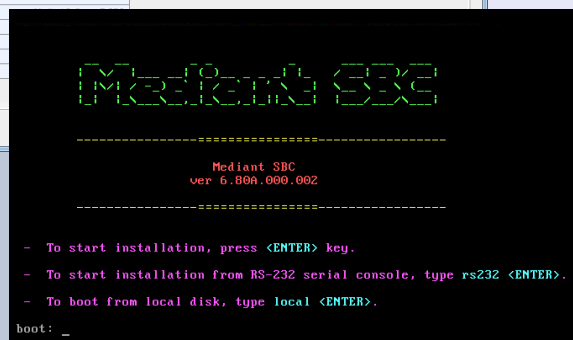 Mediant SBC
Mediant SBC
ver 6.80A.000.002
- To start installation, press <ENTER> key.
- To start installation from RS-232 serial console, type rs232 <ENTER>.
- To boot from local disk, type local <ENTER>.
boot: _